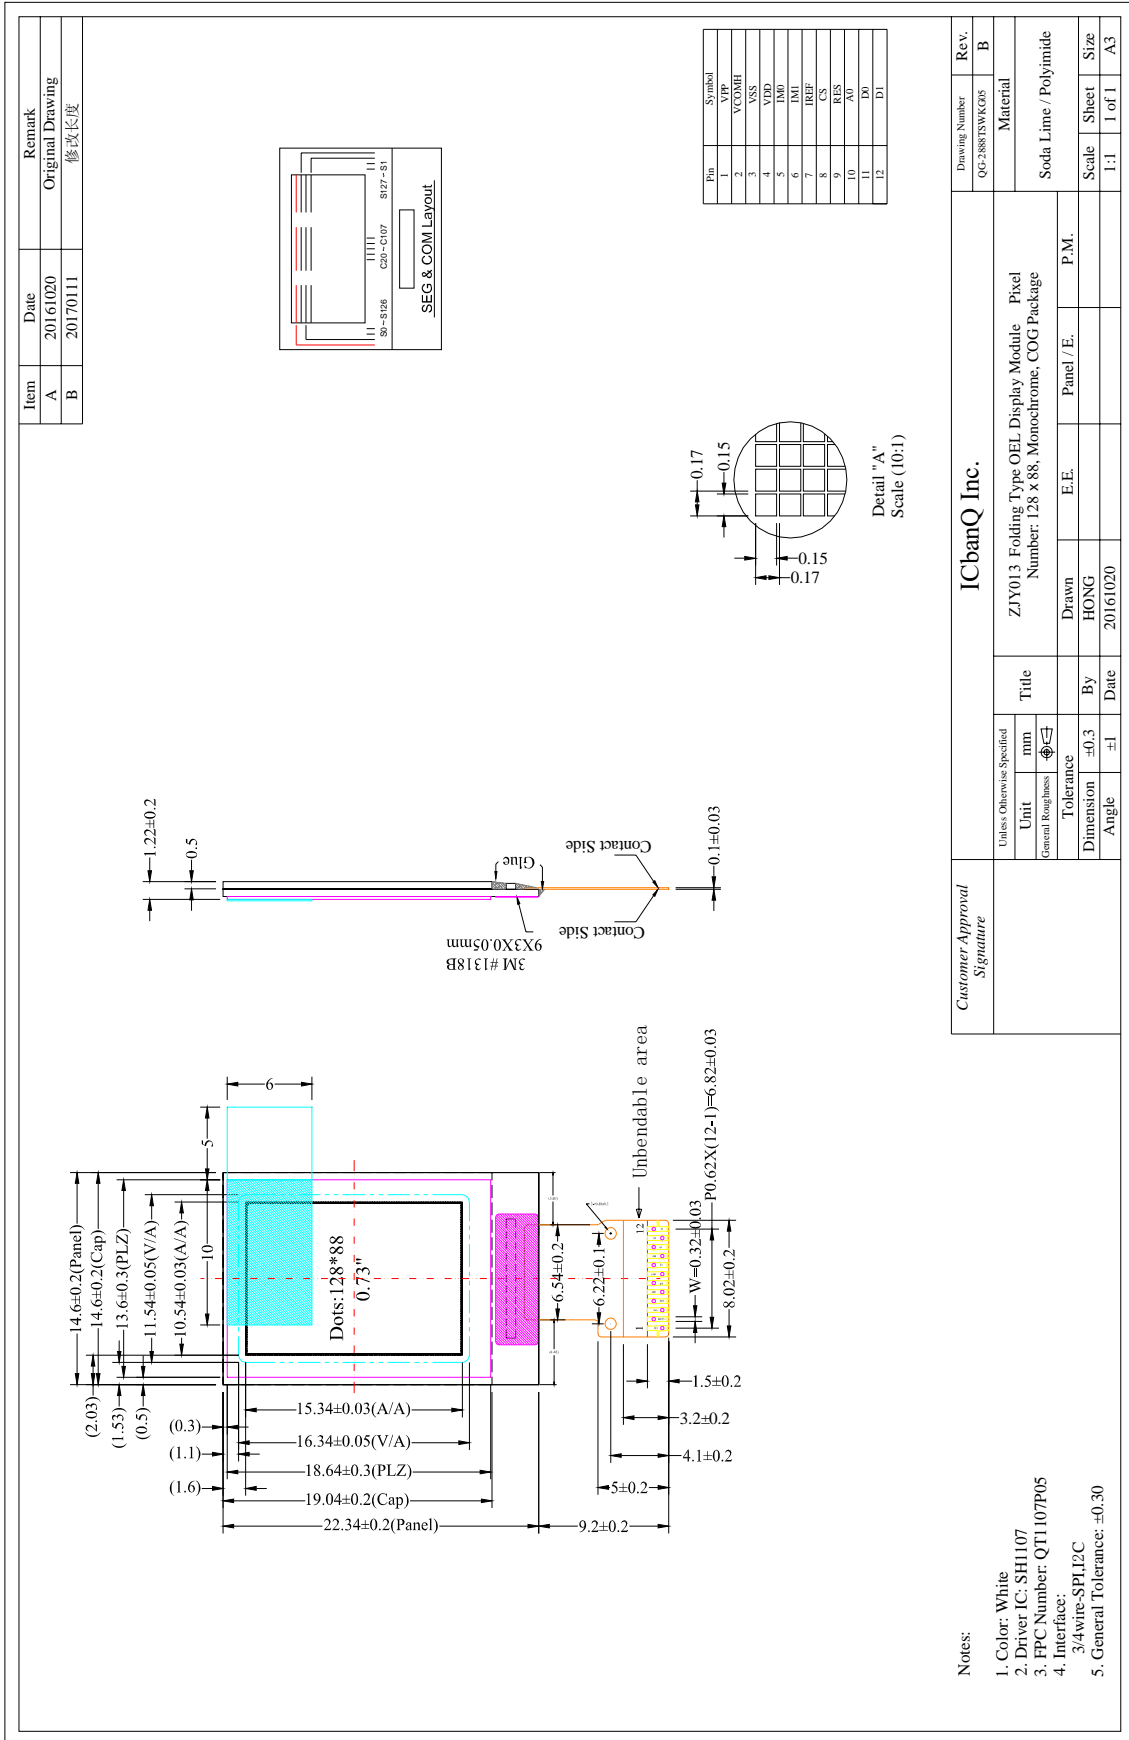 Item Date Remark
A 20161020 Original Drawing
B 20170111 修改长度
14.6±0.2(Panel)
14.6±0.2(Cap)
13.6±0.3(PLZ)
11.54±0.05(V/A)
10.54±0.03(A/A)
10
5
6
(2.03)
(1.53)
(0.5)
(0.3)
(1.1)
(1.6)
Dots:128*88
0.73"
15.34±0.03(A/A)
16.34±0.05(V/A)
18.64±0.3(PLZ)
19.04±0.2(Cap)
22.34±0.2(Panel)
9.2±0.2
6.54±0.2
6.22±0.1
1
12
Unbendable area
W=0.32±0.03
P0.62X(12-1)=6.82±0.03
8.02±0.2
1.5±0.2
3.2±0.2
4.1±0.2
5±0.2
1.22±0.2
0.5
Glue
3M #1318B
9X3X0.05mm
Contact Side
Contact Side
0.1±0.03
S0~S126
C20~C107
S127~S1
SEG & COM Layout
0.17
0.15
0.15
0.17
Detail "A"
Scale (10:1)
Pin Symbol
1 VPP
2 VCOMH
3 VSS
4 VDD
5 IM0
6 IM1
7 IREF
8 CS
9 RES
10 A0
11 D0
12 D1
Notes:
1. Color: White
2. Driver IC: SH1107
3. FPC Number: QT1107P05
4. Interface:
3/4wire-SPI,I2C
5. General Tolerance: ±0.30
Customer Approval
Signature
ICbanQ Inc.
Drawing Number Rev.
QG-2888TSWKG05 B
Unless Otherwise Specified
Unit mm
General Roughness
Tolerance
Dimension ±0.3
Angle ±1
Title
ZJY013 Folding Type OEL Display Module Pixel
Number: 128 x 88, Monochrome, COG Package
Material
Soda Lime / Polyimide
By
Date
Drawn E.E. Panel / E. P.M.
HONG
20161020
Scale Sheet Size
1:1 1 of 1 A3